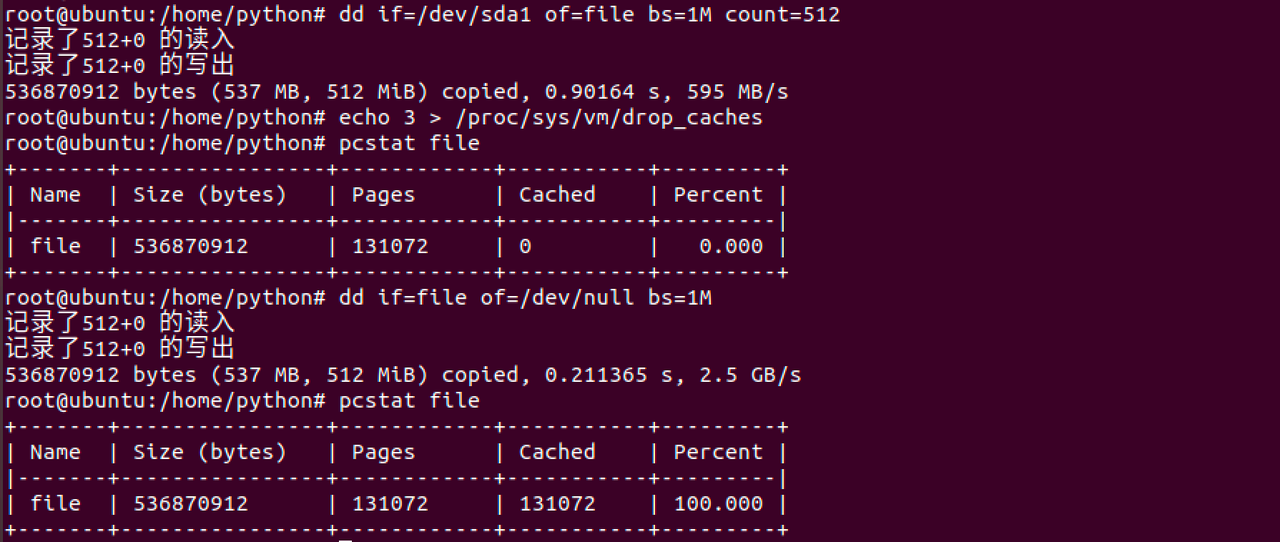 root@ubuntu:/home/python# dd if=/dev/sda1 of=file bs=1M count=512
记录了512+0 的读入
记录了512+0 的写出
536870912 bytes (537 MB, 512 MiB) copied, 0.90164 s, 595 MB/s
root@ubuntu:/home/python# echo 3 > /proc/sys/vm/drop_caches
root@ubuntu:/home/python# pcstat file
+-------+----------------+------------+-----------+---------+
| Name  | Size (bytes)   | Pages      | Cached    | Percent |
|-------+----------------+------------+-----------+---------|
| file  | 536870912      | 131072     | 0         |   0.000 |
+-------+----------------+------------+-----------+---------+
root@ubuntu:/home/python# dd if=file of=/dev/null bs=1M
记录了512+0 的读入
记录了512+0 的写出
536870912 bytes (537 MB, 512 MiB) copied, 0.211365 s, 2.5 GB/s
root@ubuntu:/home/python# pcstat file
+-------+----------------+------------+-----------+---------+
| Name  | Size (bytes)   | Pages      | Cached    | Percent |
|-------+----------------+------------+-----------+---------|
| file  | 536870912      | 131072     | 131072    | 100.000 |
+-------+----------------+------------+-----------+---------+